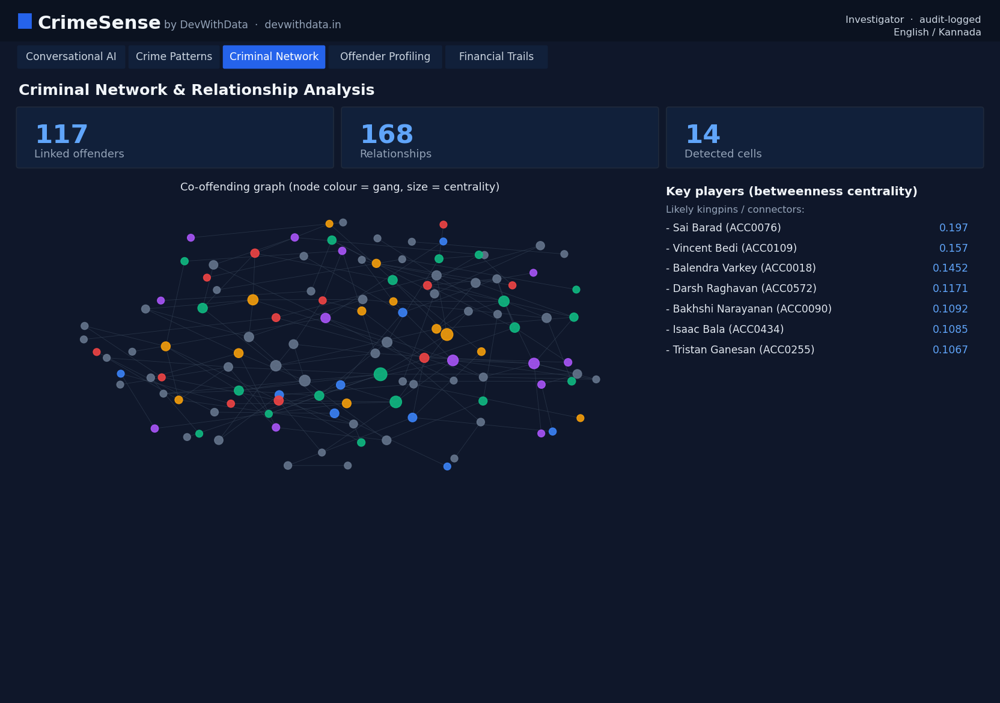 CrimeSense by DevWithData · devwithdata.in
Investigator · audit-logged
English / Kannada
Conversational AI
Crime Patterns
Criminal Network
Offender Profiling
Financial Trails
Criminal Network & Relationship Analysis
117
Linked offenders
168
Relationships
14
Detected cells
Co-offending graph (node colour = gang, size = centrality)
Key players (betweenness centrality)
Likely kingpins / connectors:
- Sai Barad (ACC0076) 0.197
- Vincent Bedi (ACC0109) 0.157
- Balendra Varkey (ACC0018) 0.1452
- Darsh Raghavan (ACC0572) 0.1171
- Bakhshi Narayanan (ACC0090) 0.1092
- Isaac Bala (ACC0434) 0.1085
- Tristan Ganesan (ACC0255) 0.1067